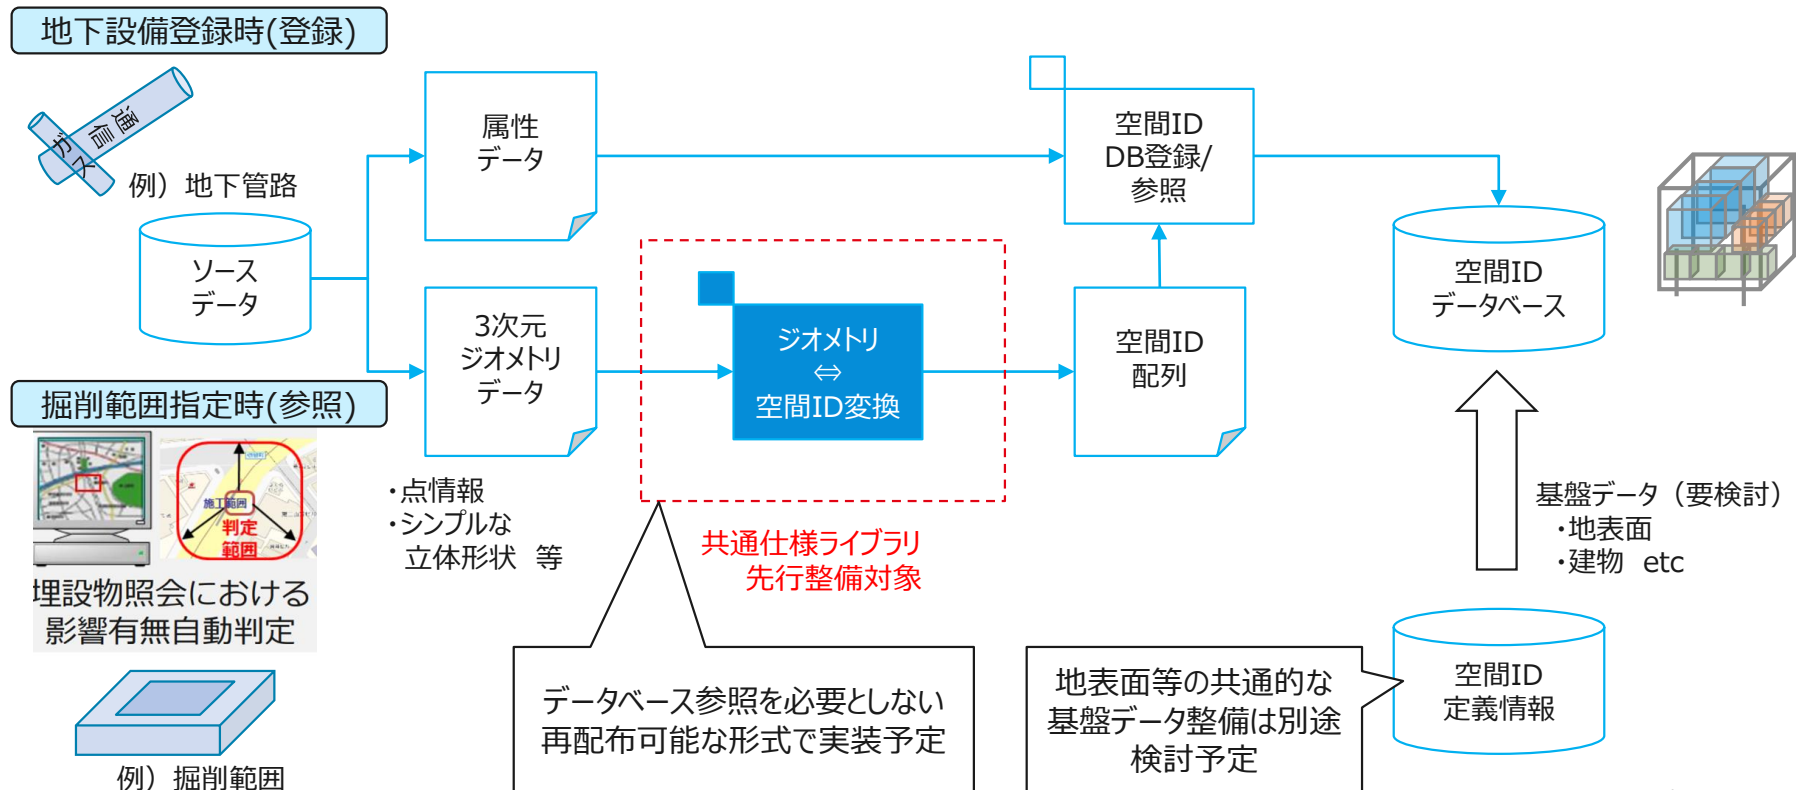 地下設備登録時(登録)
通信
ガス
例）地下管路
ソース
データ
属性
データ
3次元
ジオメトリ
データ
・点情報
・シンプルな
立体形状　等
ジオメトリ
⇔
空間ID変換
共通仕様ライブラリ
先行整備対象
データベース参照を必要としない
再配布可能な形式で実装予定
空間ID
DB登録/
参照
空間ID
配列
空間ID
データベース
基盤データ（要検討）
・地表面
・建物　etc
空間ID
定義情報
地表面等の共通的な
基盤データ整備は別途
検討予定
掘削範囲指定時(参照)
施工範囲
判定
範囲
埋設物照会における
影響有無自動判定
例）掘削範囲